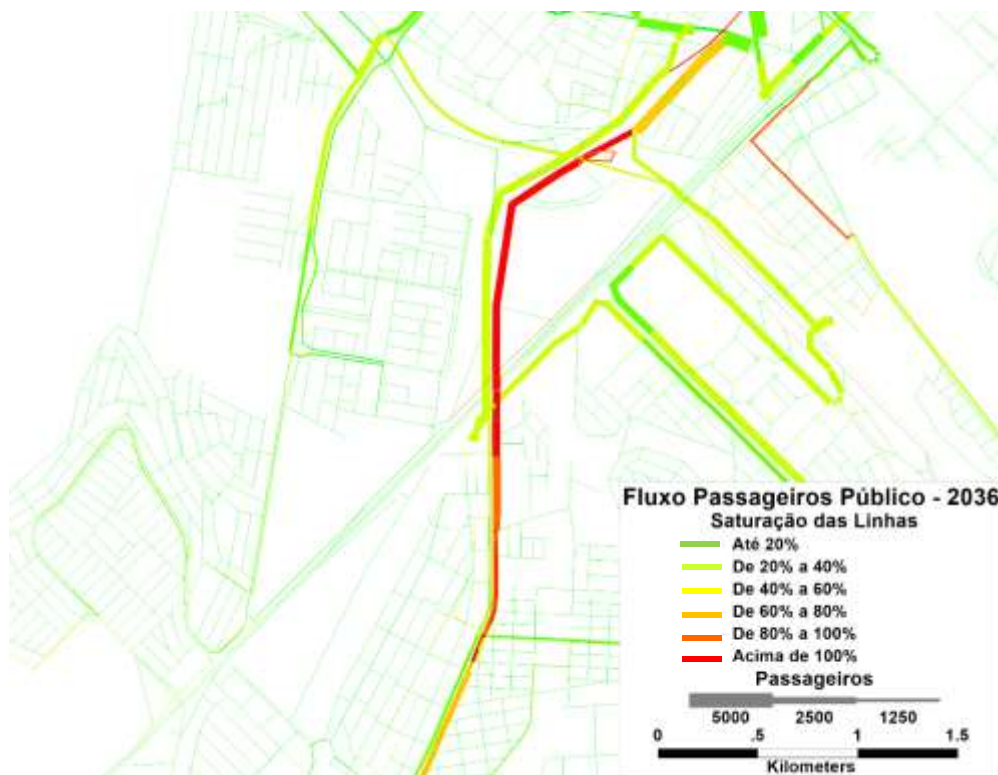 Fluxo Passageiros Público - 2036
Saturação das Linhas
Até 20%
De 20% a 40%
De 40% a 60%
De 60% a 80%
De 80% a 100%
Acima de 100%
Passageiros
5000 2500 1250
0 .5 1 1.5
Kilometers